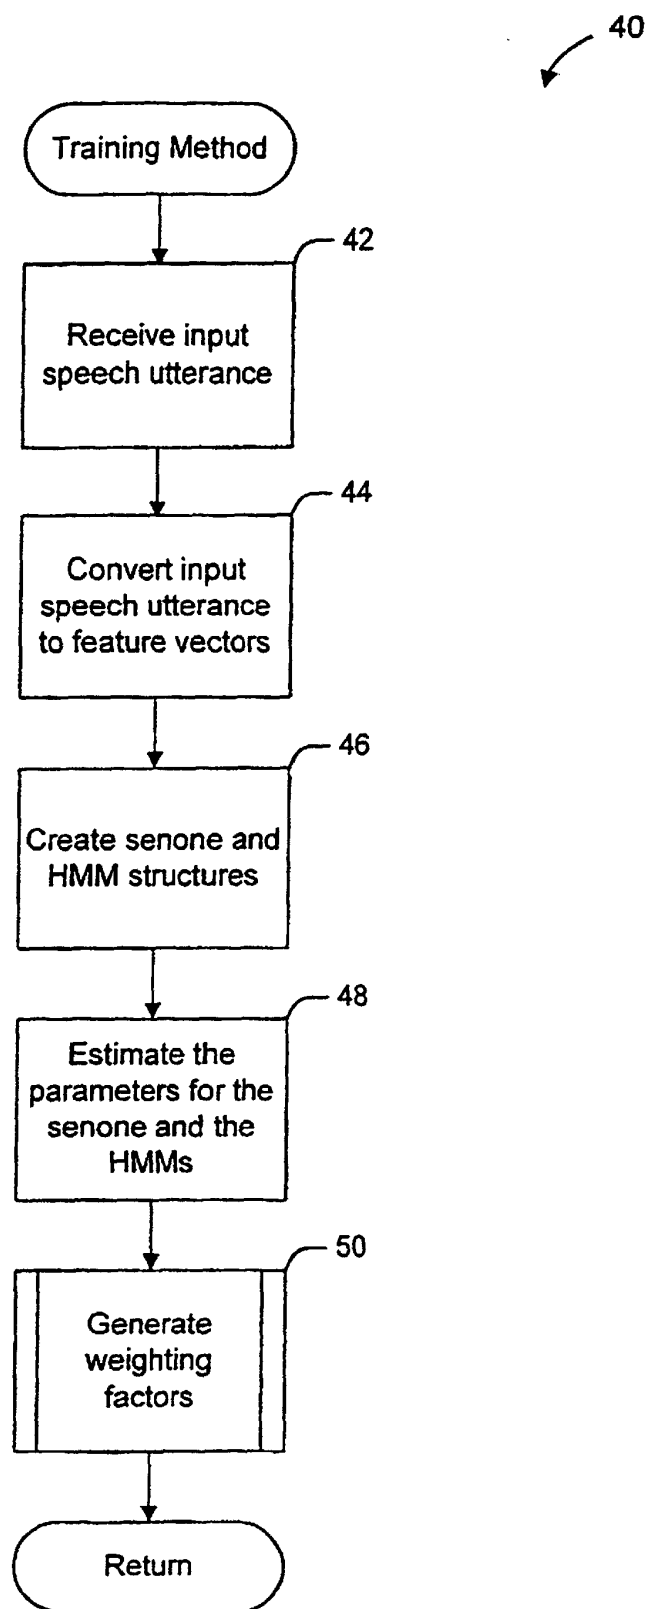 40
Training Method
42
Receive input
speech utterance
44
Convert input
speech utterance
to feature vectors
46
Create senone and
HMM structures
48
Estimate the
parameters for the
senone and the
HMMs
50
Generate
weighting
factors
Return